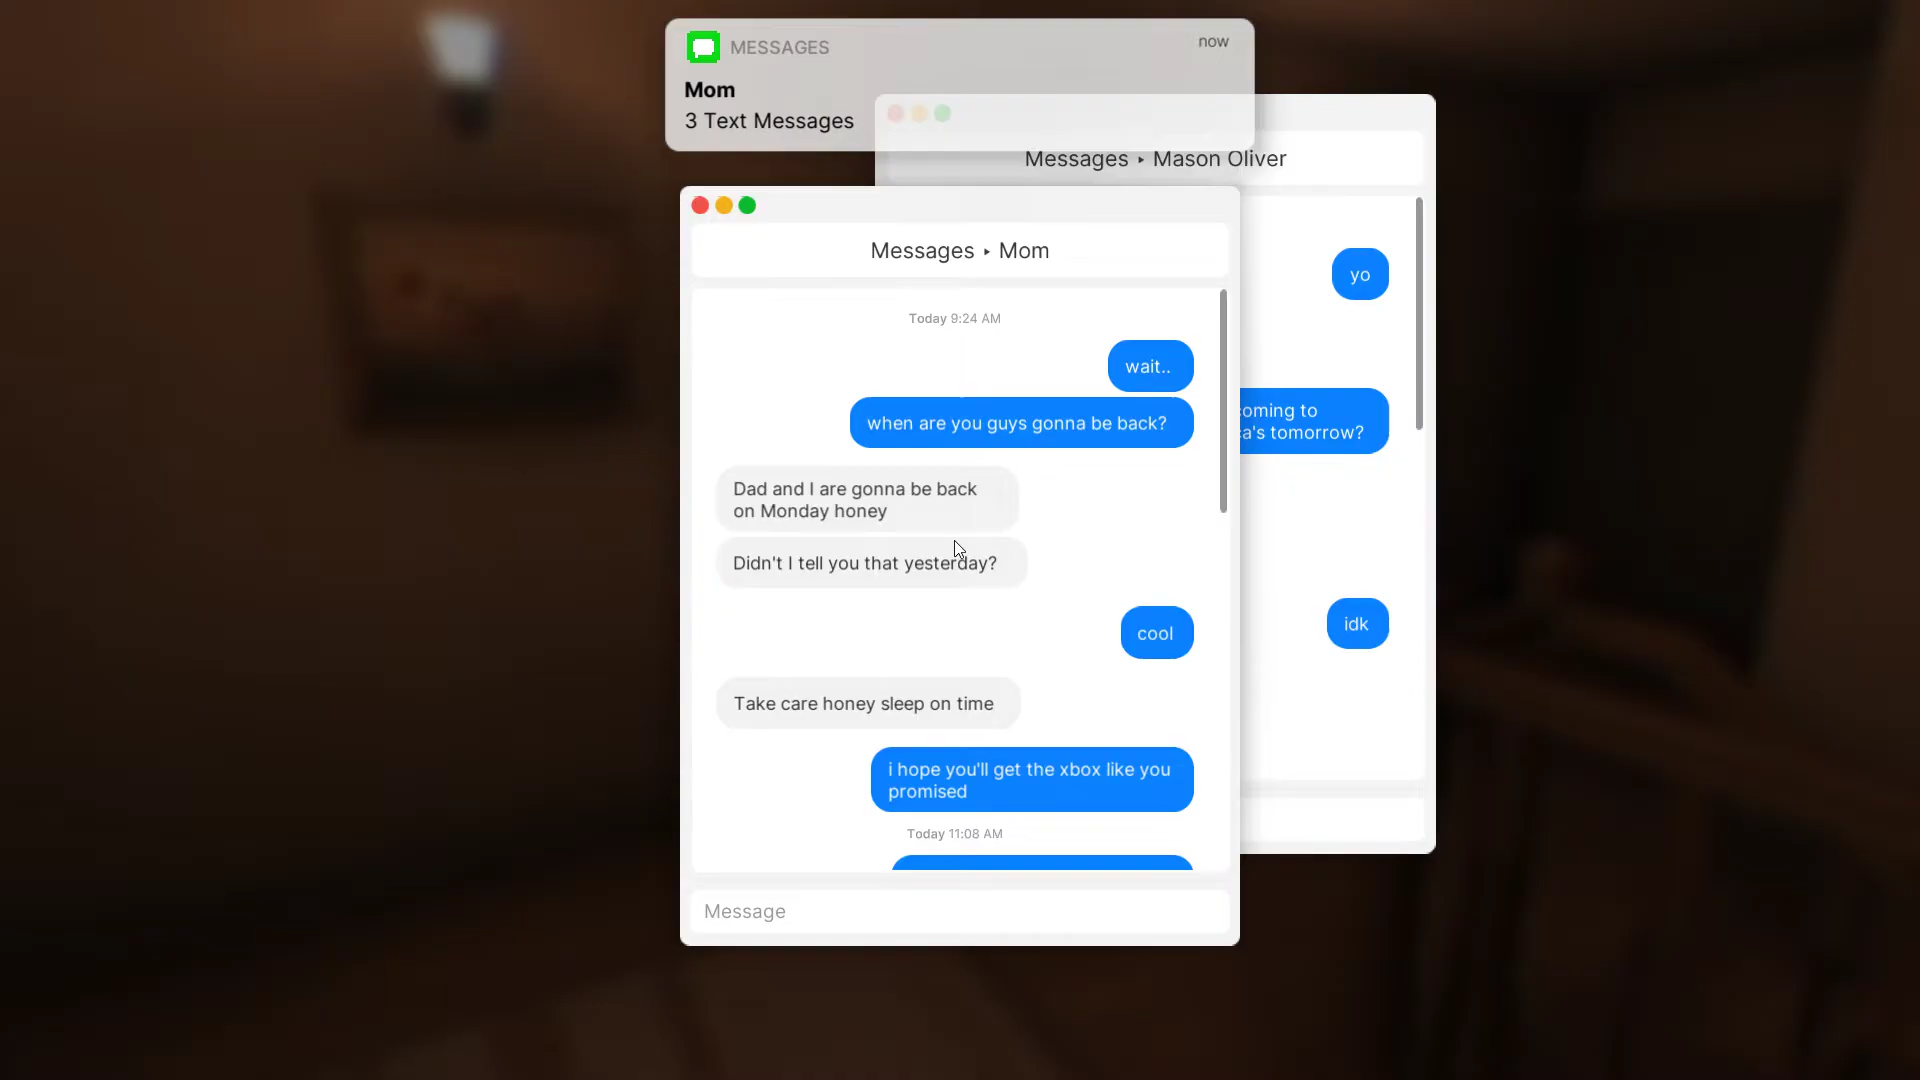 MESSAGES
now
Mom
3 Text Messages
Messages ▸ Mason Oliver
yo
coming to
tomorrow?
idk
Messages ▸ Mom
Today 9:24 AM
wait..
when are you guys gonna be back?
Dad and I are gonna be back
on Monday honey
Didn't I tell you that yesterday?
cool
Take care honey sleep on time
i hope you'll get the xbox like you
promised
Today 11:08 AM
Message